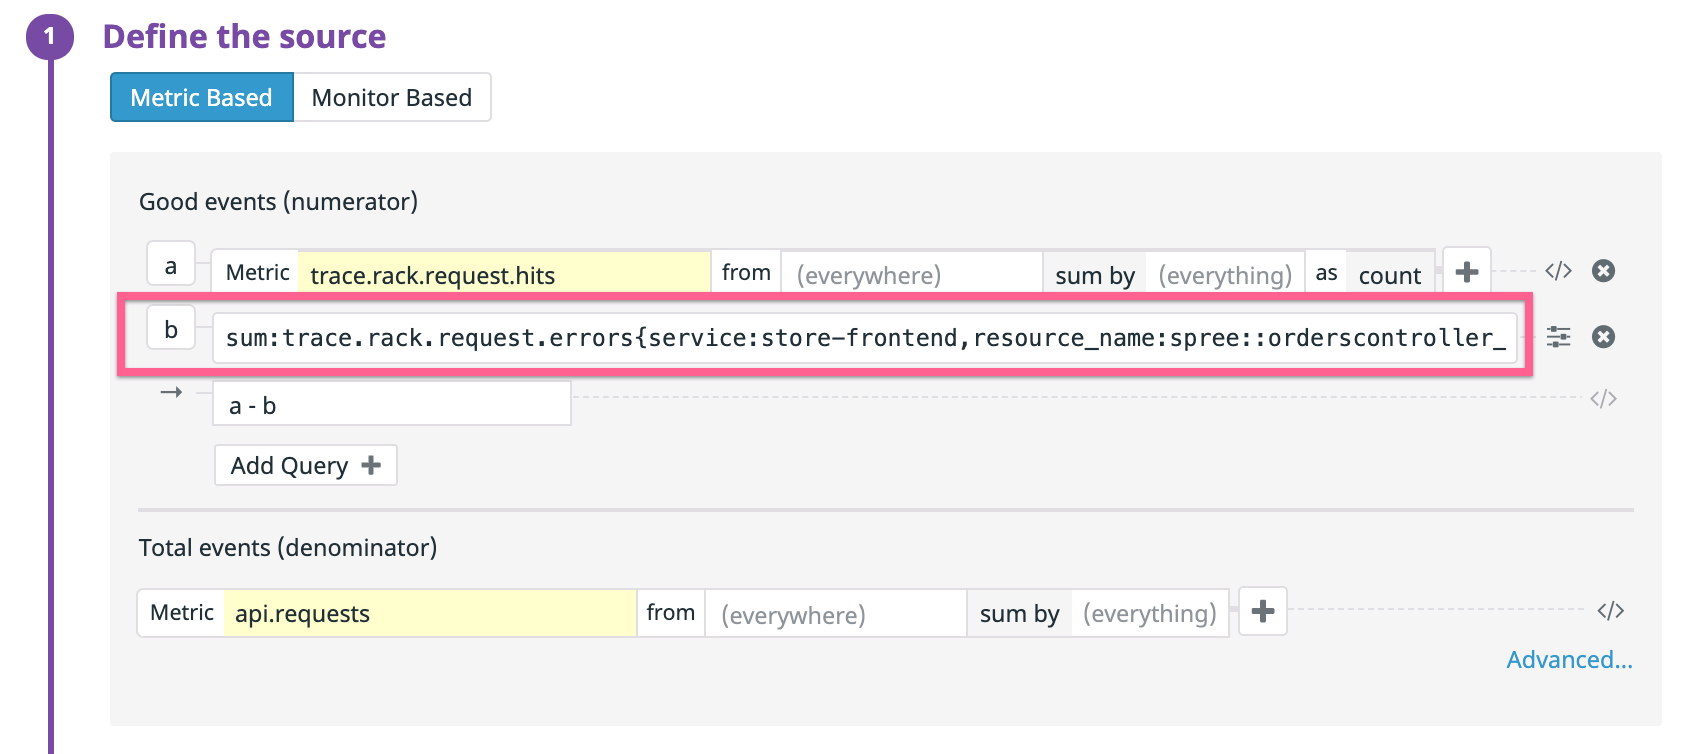 1 Define the source
Metric Based Monitor Based
Good events (numerator)
a Metric trace.rack.request.hits from (everywhere) sum by (everything) as count + </>
b sum:trace.rack.request.errors{service:store-frontend,resource_name:spree::orderscontroller_
→ a - b </>
Add Query +
Total events (denominator)
Metric api.requests from (everywhere) sum by (everything) + </>
Advanced...